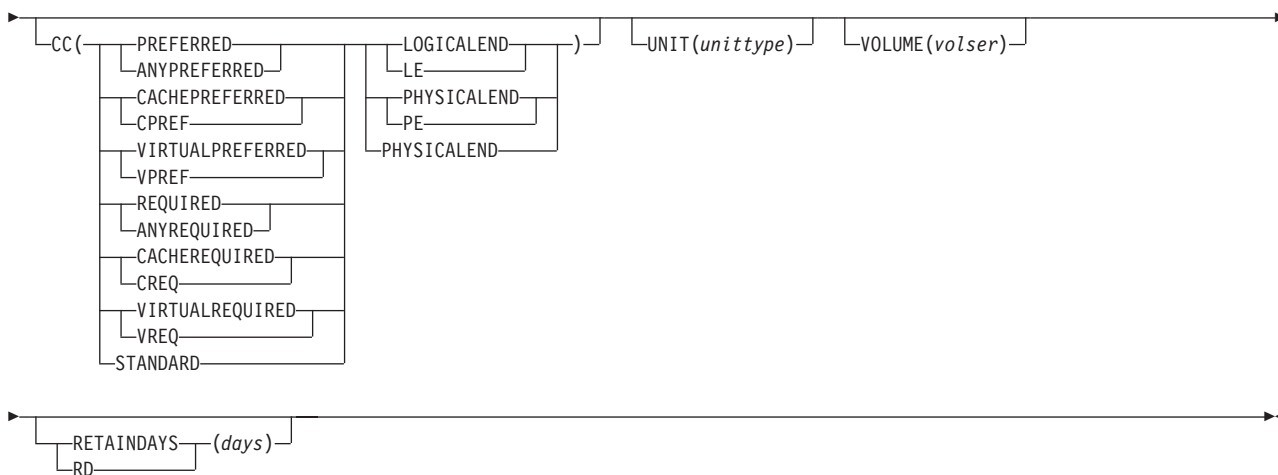 CC( PREFERRED LOGICALEND ) UNIT(unittype) VOLUME(volser)
ANYPREFERRED LE
CACHEPREFERRED PHYSICALEND
CPREF PE
VIRTUALPREFERRED PHYSICALEND
VPREF
REQUIRED
ANYREQUIRED
CACHEREQUIRED
CREQ
VIRTUALREQUIRED
VREQ
STANDARD
RETAINDAYS (days)
RD